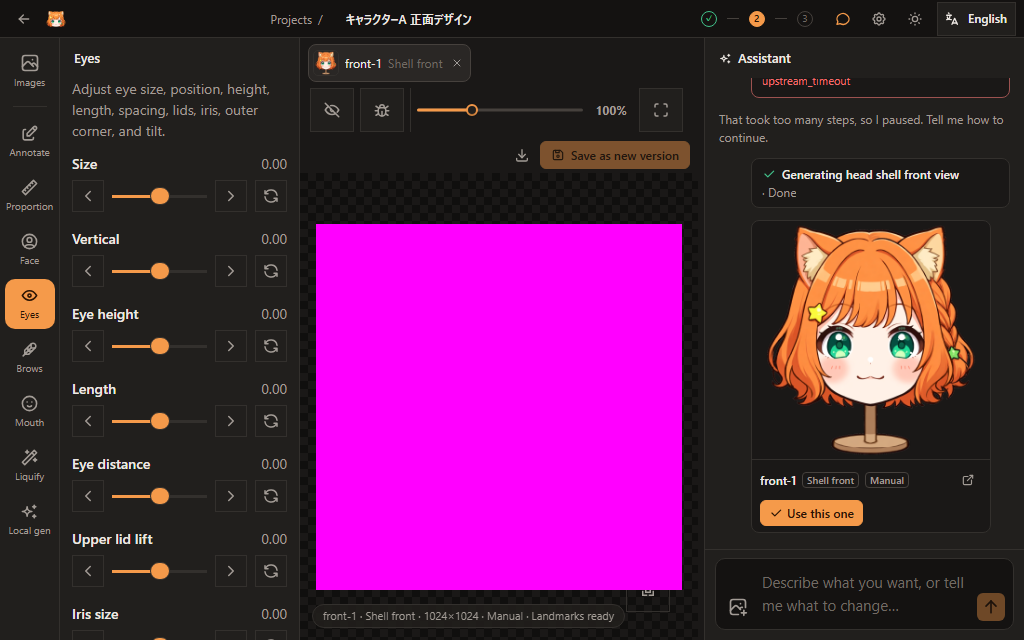 Projects /
キャラクターA 正面デザイン
2
3
English
Images
Annotate
Proportion
Face
Eyes
Brows
Mouth
Liquify
Local gen
Eyes
Adjust eye size, position, height,
length, spacing, lids, iris, outer
corner, and tilt.
Size 0.00
Vertical 0.00
Eye height 0.00
Length 0.00
Eye distance 0.00
Upper lid lift 0.00
Iris size 0.00
front-1 Shell front
100%
Save as new version
front-1 · Shell front · 1024×1024 · Manual · Landmarks ready
Assistant
upstream_timeout
That took too many steps, so I paused. Tell me how to
continue.
Generating head shell front view
· Done
front-1 Shell front Manual
Use this one
Describe what you want, or tell
me what to change...